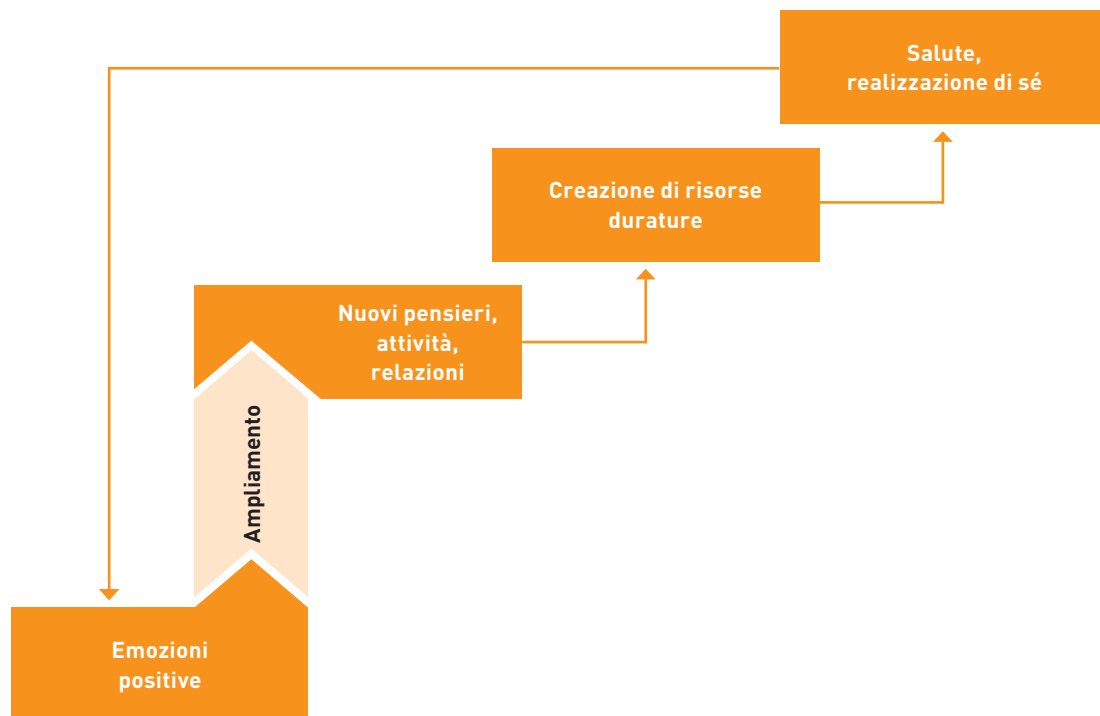 Salute,
realizzazione di sé
Creazione di risorse
durature
Nuovi pensieri,
attività,
relazioni
Ampliamento
Emozioni
positive